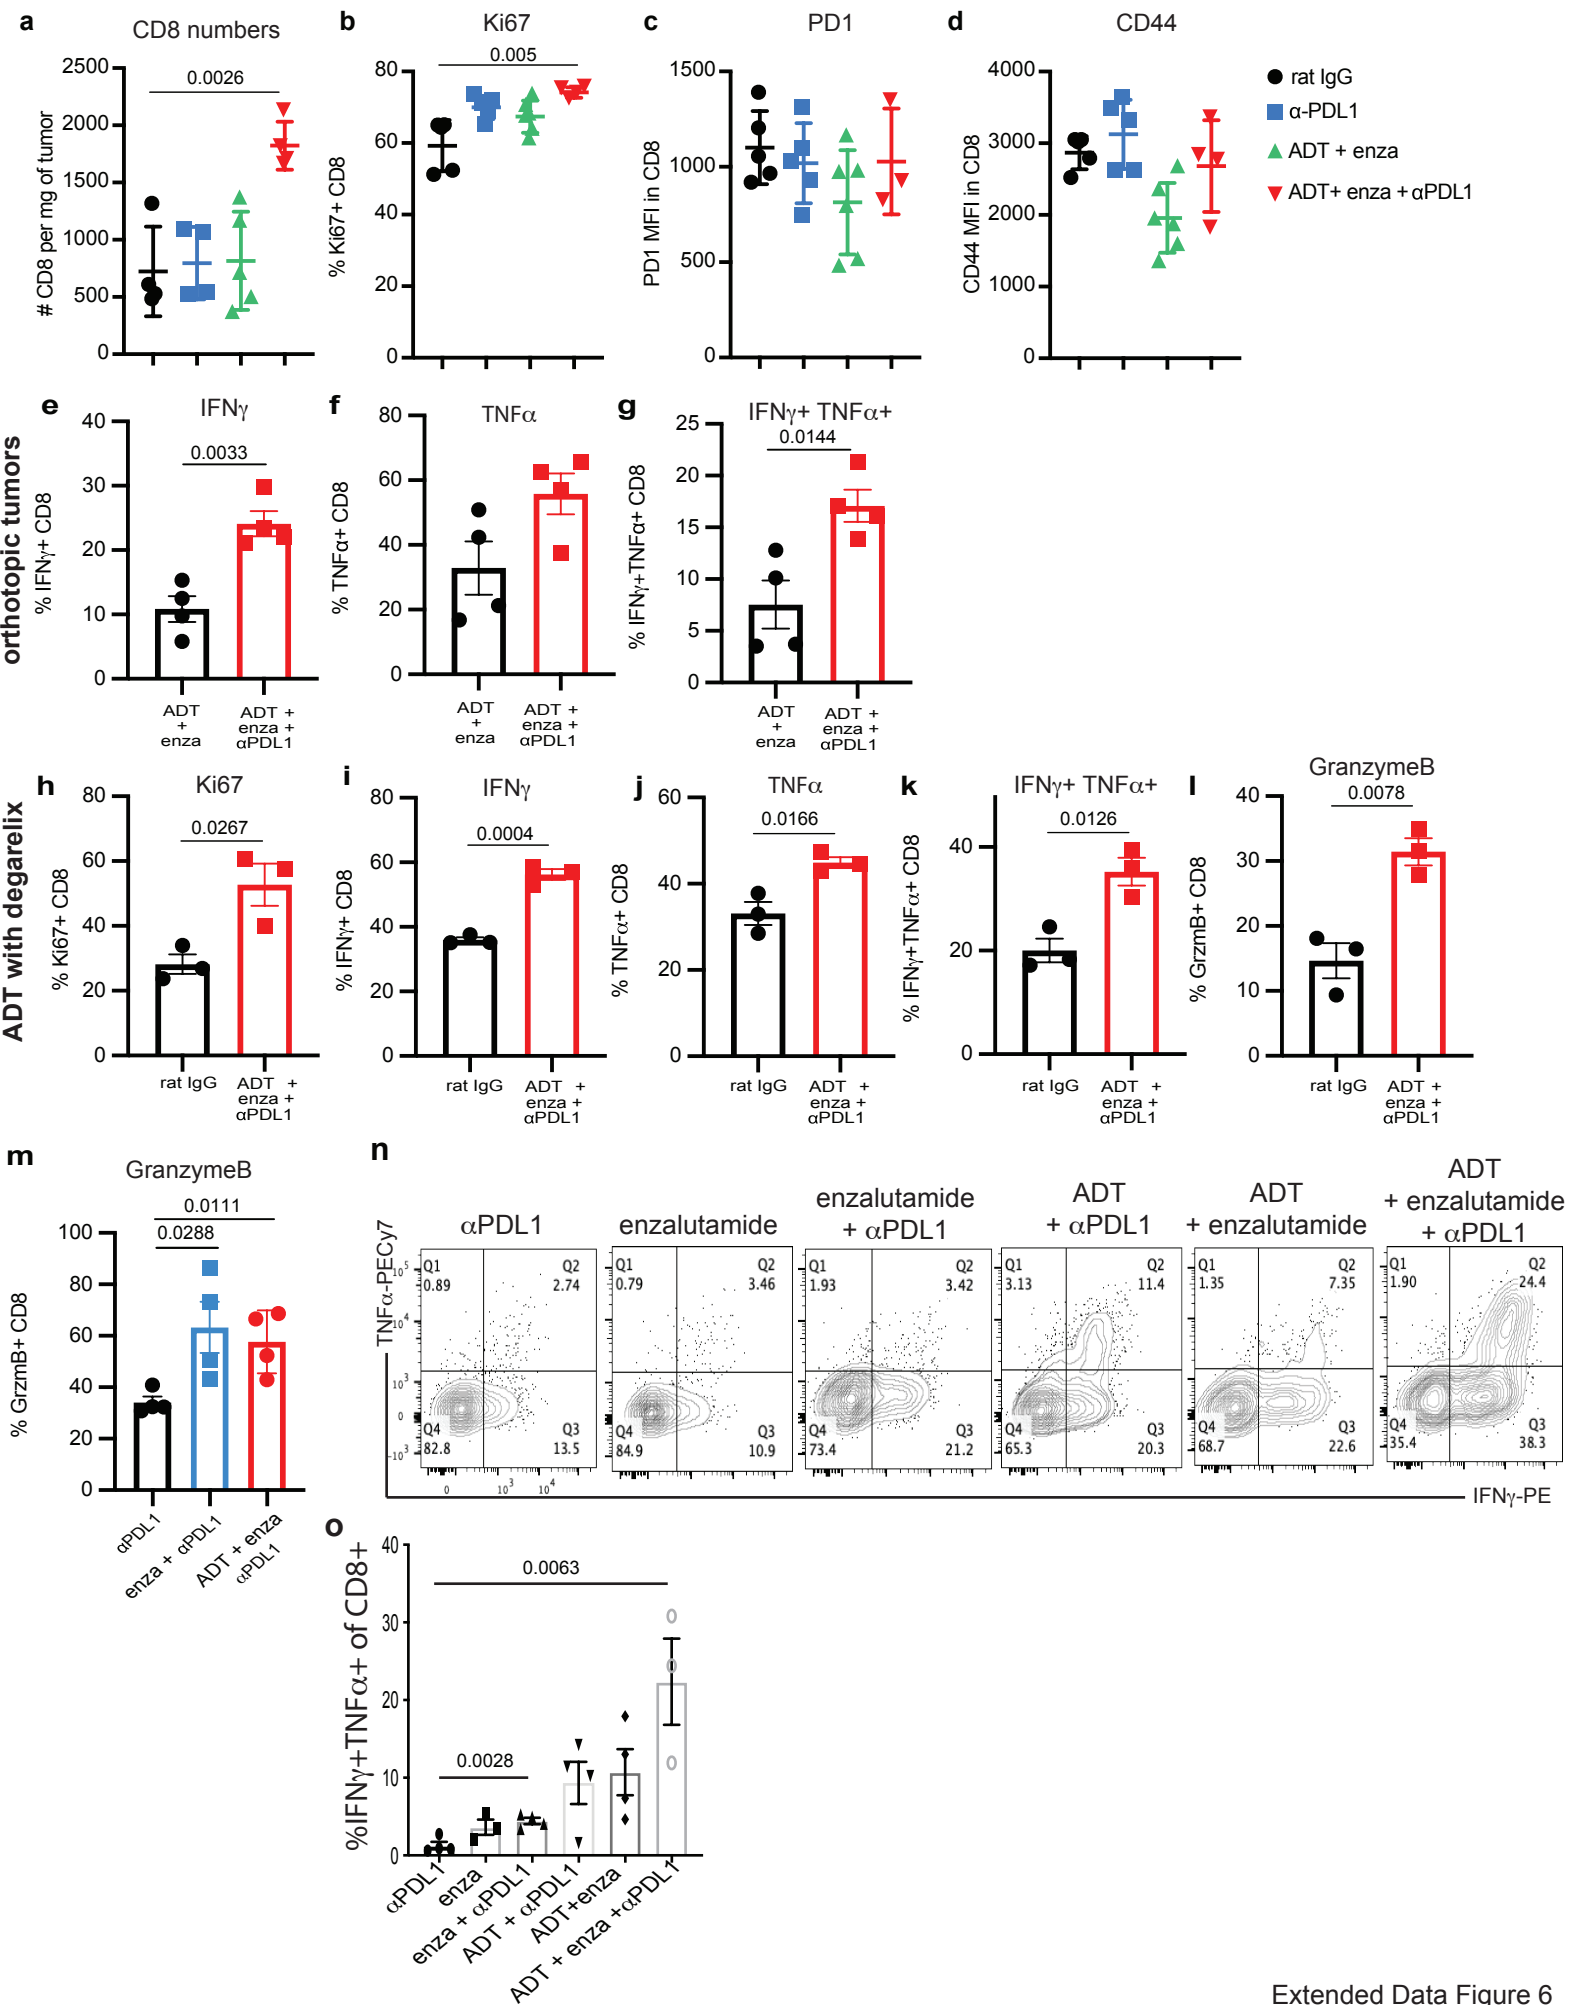 a
CD8 numbers
0.0026
# CD8 per mg of tumor
2500
2000
1500
1000
500
0
b
Ki67
0.005
% Ki67+ CD8
80
60
40
20
0
c
PD1
PD1 MFI in CD8
1500
1000
500
0
d
CD44
CD44 MFI in CD8
4000
3000
2000
1000
0
rat IgG
α-PDL1
ADT + enza
ADT+ enza + αPDL1
orthotopic tumors
e
IFNγ
0.0033
% IFNγ+ CD8
40
30
20
10
0
ADT
+
enza
ADT +
enza +
αPDL1
f
TNFα
% TNFα+ CD8
80
60
40
20
0
ADT
+
enza
ADT +
enza +
αPDL1
g
IFNγ+ TNFα+
0.0144
% IFNγ+TNFα+ CD8
25
20
15
10
5
0
ADT
+
enza
ADT +
enza +
αPDL1
ADT with degarelix
h
Ki67
0.0267
% Ki67+ CD8
80
60
40
20
0
rat IgG
ADT +
enza +
αPDL1
i
IFNγ
0.0004
% IFNγ+ CD8
80
60
40
20
0
rat IgG
ADT +
enza +
αPDL1
j
TNFα
0.0166
% TNFα+ CD8
60
40
20
0
rat IgG
ADT +
enza +
αPDL1
k
IFNγ+ TNFα+
0.0126
% IFNγ+TNFα+ CD8
40
20
0
rat IgG
ADT +
enza +
αPDL1
l
GranzymeB
0.0078
% GrzmB+ CD8
40
30
20
10
0
rat IgG
ADT +
enza +
αPDL1
m
GranzymeB
0.0111
0.0288
% GrzmB+ CD8
100
80
60
40
20
0
αPDL1
enza + αPDL1
ADT + enza
αPDL1
n
TNFα-PECy7
αPDL1
Q1
0.89
Q2
2.74
Q4
82.8
Q3
13.5
10^5
10^4
10^3
0
-10^3
0
10^3
10^4
enzalutamide
Q1
0.79
Q2
3.46
Q4
84.9
Q3
10.9
enzalutamide
+ αPDL1
Q1
1.93
Q2
3.42
Q4
73.4
Q3
21.2
ADT
+ αPDL1
Q1
3.13
Q2
11.4
Q4
65.3
Q3
20.3
ADT
+ enzalutamide
Q1
1.35
Q2
7.35
Q4
68.7
Q3
22.6
ADT
+ enzalutamide
+ αPDL1
Q1
1.90
Q2
24.4
Q4
35.4
Q3
38.3
IFNγ-PE
o
0.0063
0.0028
%IFNγ+TNFα+ of CD8+
40
30
20
10
0
αPDL1
enza
enza + αPDL1
ADT + αPDL1
ADT+enza
ADT + enza +αPDL1
Extended Data Figure 6